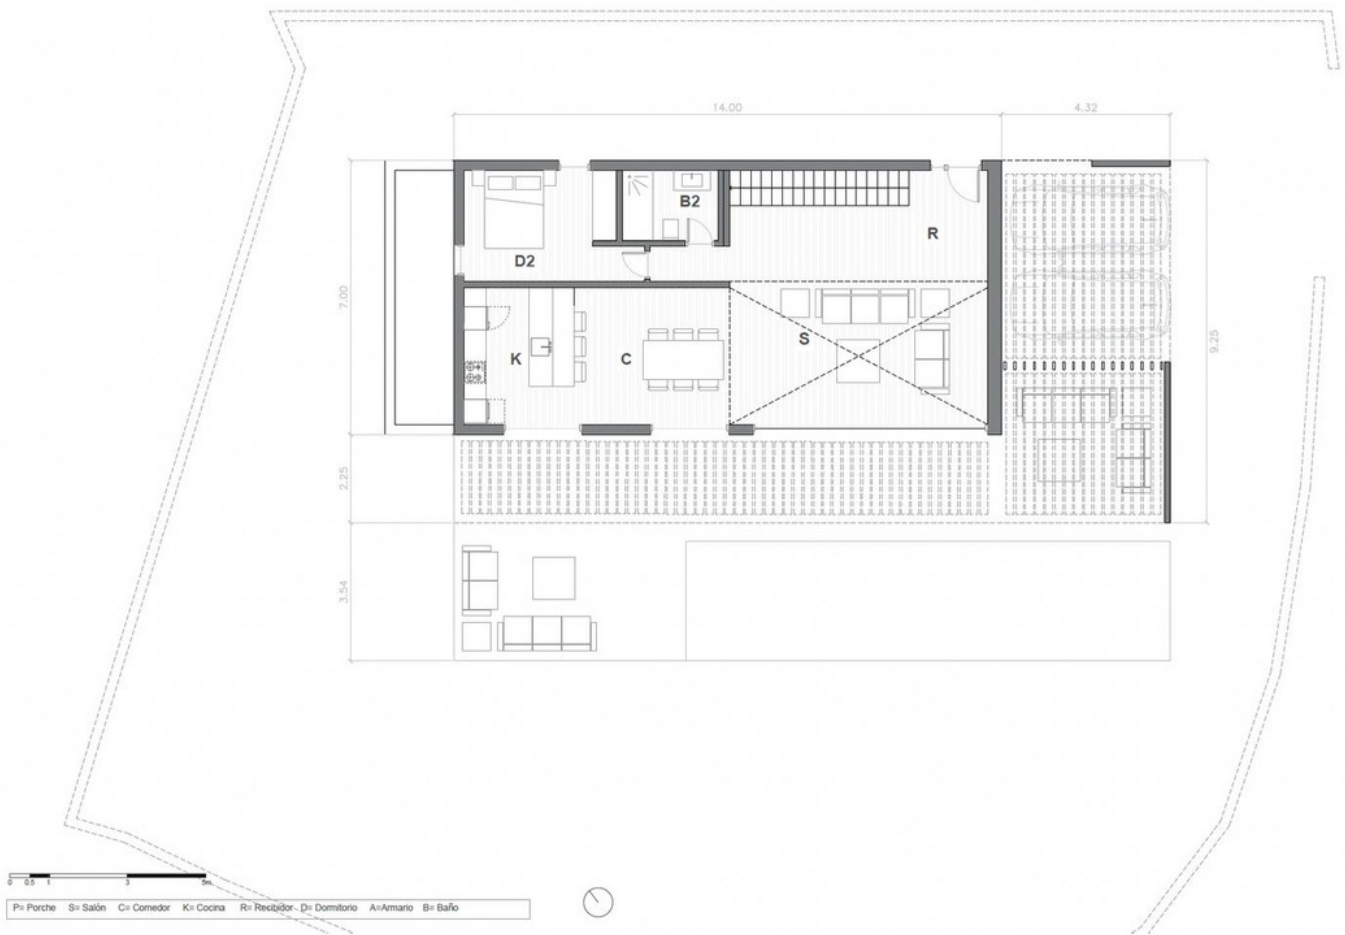 14.00
4.32
B2
R
D2
7.00
S
K
C
9.25
2.25
3.54
0 0.5 1 3 5m.
P= Porche S= Salón C= Comedor K= Cocina R= Recibidor D= Dormitorio A=Armario B= Baño